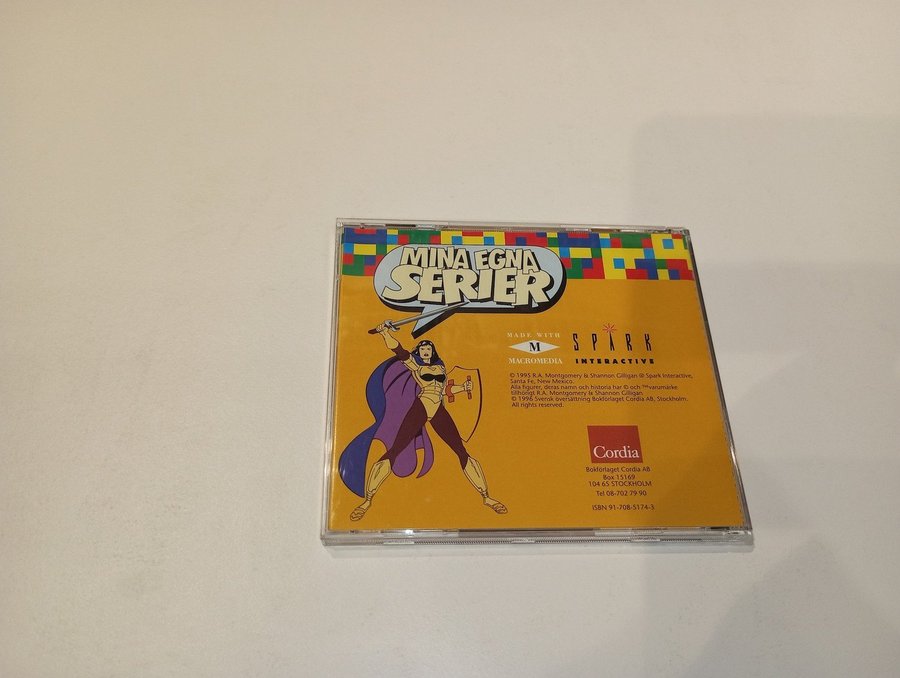 MINA EGNA
SERIER
MADE WITH
M
MACROMEDIA
SPARK
INTERACTIVE
© 1995 R.A. Montgomery & Shannon Gilligan @ Spark Interactive,
Santa Fe, New Mexico.
Alla figurer, deras namn och historia har © och ™varumärke
tillhörigt R.A. Montgomery & Shannon Gilligan.
© 1996 Svensk översättning Bokförlaget Cordia AB, Stockholm.
All rights reserved.
Cordia
Bokförlaget Cordia AB
Box 15169
104 65 STOCKHOLM
Tel 08-702 79 90
ISBN 91-708-5174-3